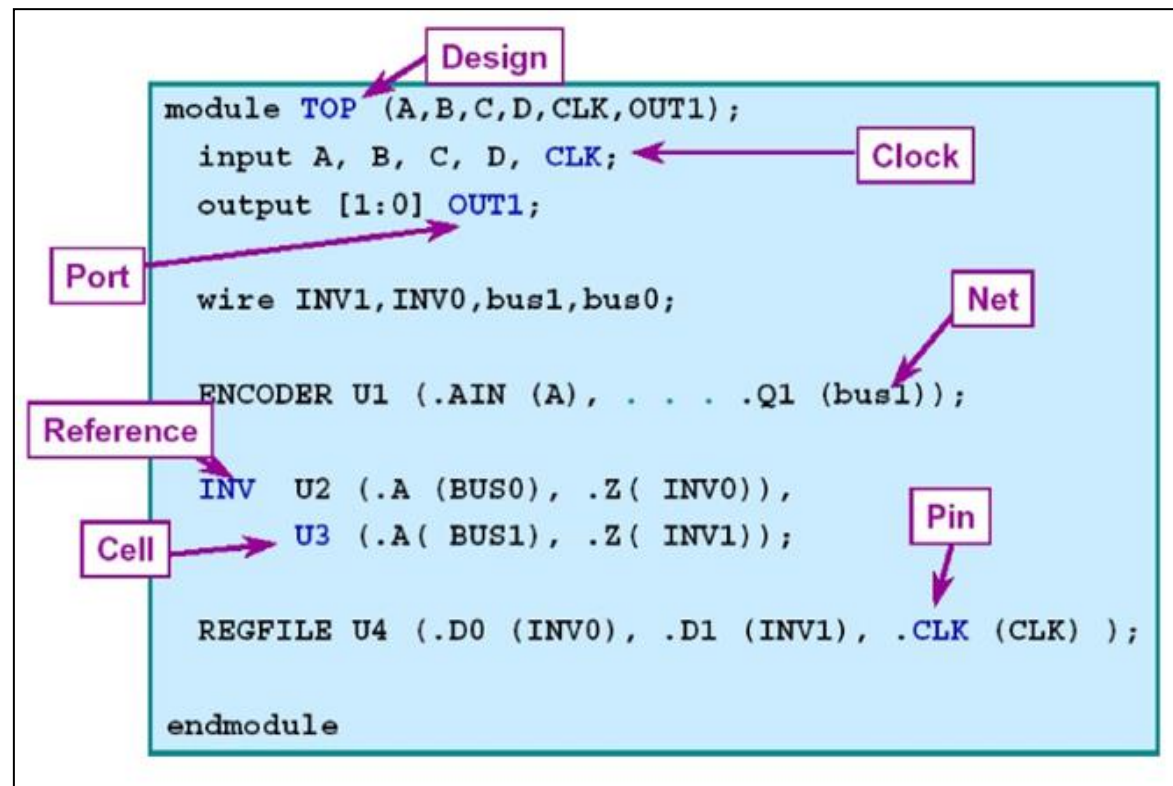 Design
module TOP (A,B,C,D,CLK,OUT1);
input A, B, C, D, CLK;
Clock
output [1:0] OUT1;
Port
wire INV1,INV0,bus1,bus0;
Net
ENCODER U1 (.AIN (A), . . . .Q1 (bus1));
Reference
INV U2 (.A (BUS0), .Z( INV0)),
Cell
U3 (.A( BUS1), .Z( INV1));
Pin
REGFILE U4 (.D0 (INV0), .D1 (INV1), .CLK (CLK) );
endmodule